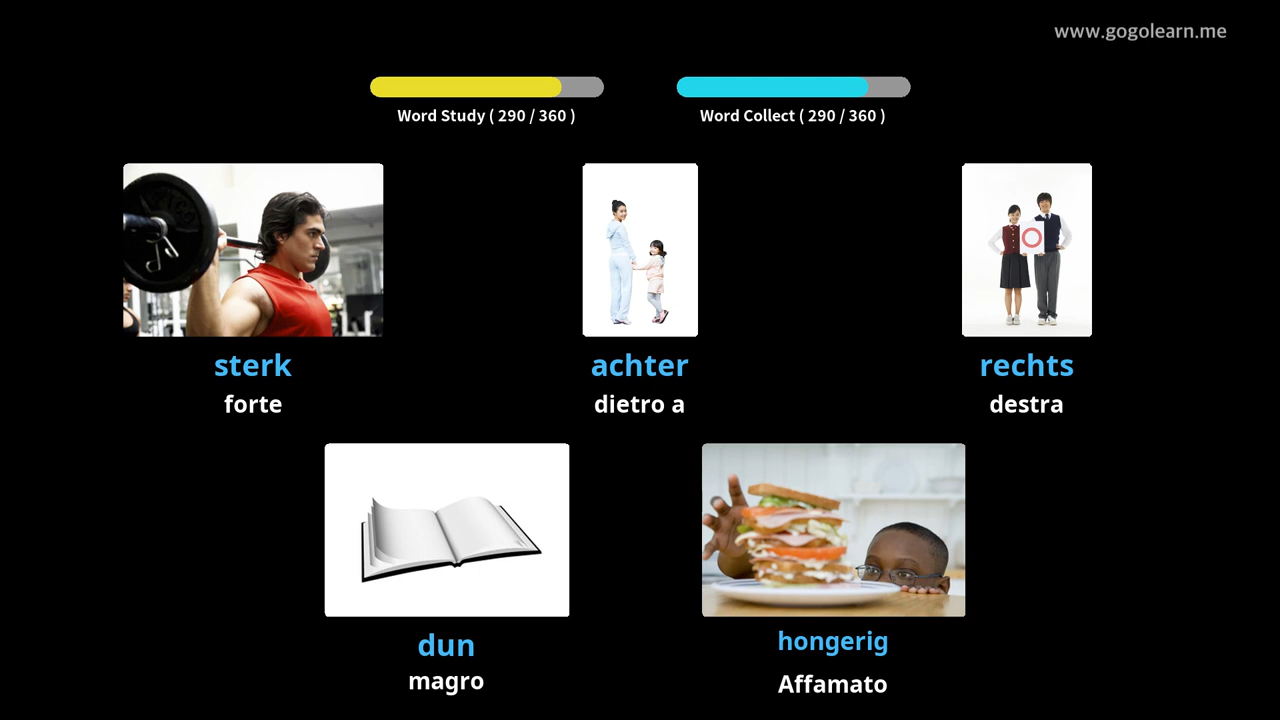 www.gogolearn.me
Word Study ( 290 / 360 )
Word Collect ( 290 / 360 )
sterk
forte
achter
dietro a
rechts
destra
dun
magro
hongerig
Affamato